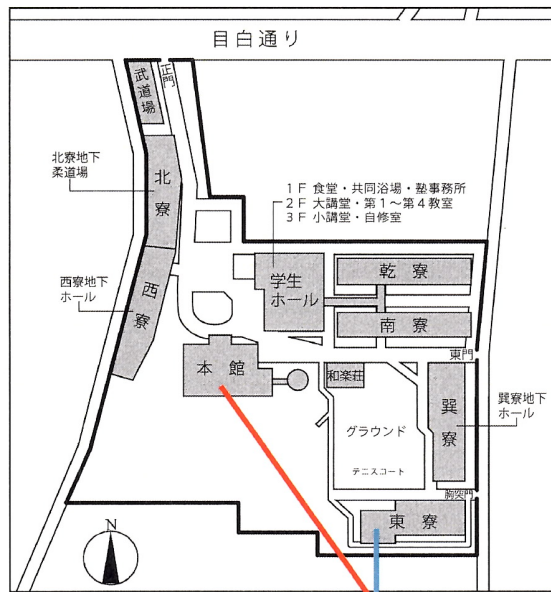 目白通り
正門
武道場
北寮地下
柔道場
北寮
1F 食堂・共同浴場・塾事務所
2F 大講堂・第1～第4教室
3F 小講堂・自修室
西寮地下
ホール
西寮
学生
ホール
乾寮
南寮
東門
本館
和楽荘
巽寮
巽寮地下
ホール
グラウンド
テニスコート
胸突門
東寮
N